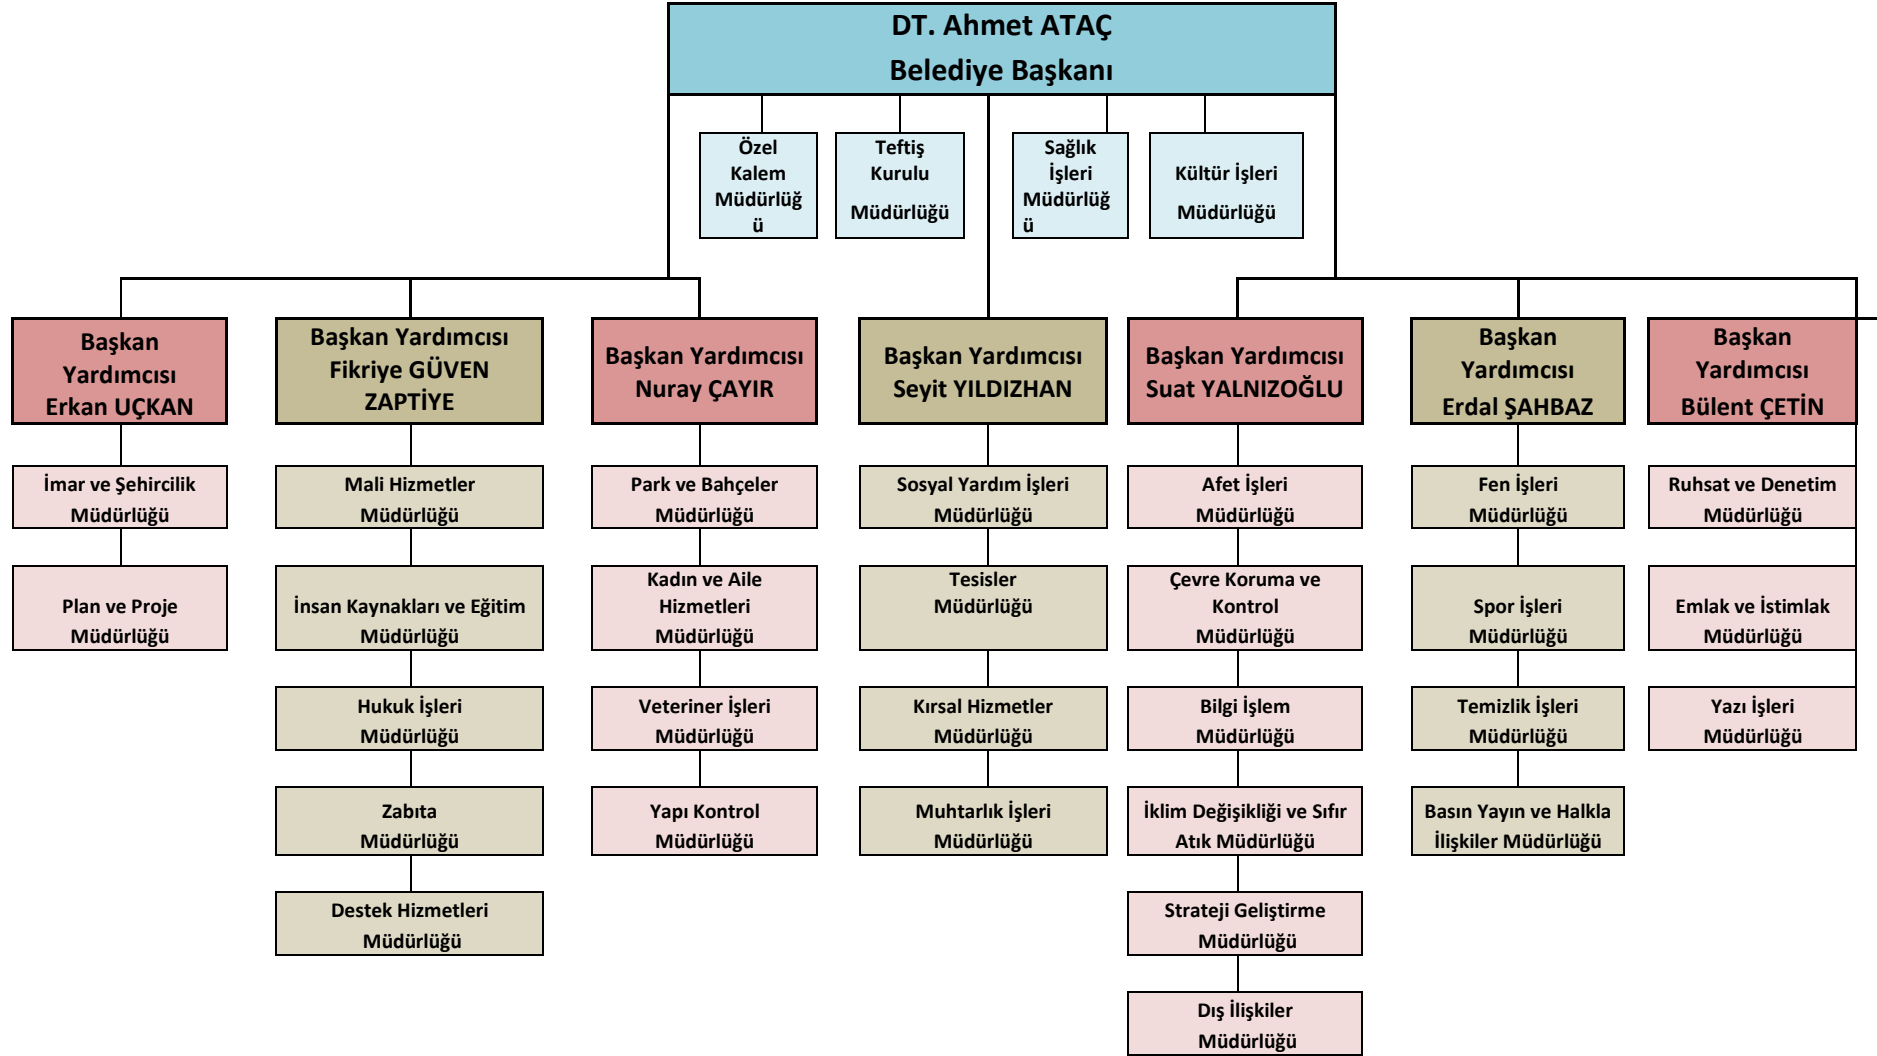 DT. Ahmet ATAÇ
Belediye Başkanı
Özel
Kalem
Müdürlüğ
ü
Teftiş
Kurulu
Müdürlüğü
Sağlık
İşleri
Müdürlüğ
ü
Kültür İşleri
Müdürlüğü
Başkan
Yardımcısı
Erkan UÇKAN
Başkan Yardımcısı
Fikriye GÜVEN
ZAPTİYE
Başkan Yardımcısı
Nuray ÇAYIR
Başkan Yardımcısı
Seyit YILDIZHAN
Başkan Yardımcısı
Suat YALNIZOĞLU
Başkan
Yardımcısı
Erdal ŞAHBAZ
Başkan
Yardımcısı
Bülent ÇETİN
İmar ve Şehircilik
Müdürlüğü
Mali Hizmetler
Müdürlüğü
Park ve Bahçeler
Müdürlüğü
Sosyal Yardım İşleri
Müdürlüğü
Afet İşleri
Müdürlüğü
Fen İşleri
Müdürlüğü
Ruhsat ve Denetim
Müdürlüğü
Plan ve Proje
Müdürlüğü
İnsan Kaynakları ve Eğitim
Müdürlüğü
Kadın ve Aile
Hizmetleri
Müdürlüğü
Tesisler
Müdürlüğü
Çevre Koruma ve
Kontrol
Müdürlüğü
Spor İşleri
Müdürlüğü
Emlak ve İstimlak
Müdürlüğü
Hukuk İşleri
Müdürlüğü
Veteriner İşleri
Müdürlüğü
Kırsal Hizmetler
Müdürlüğü
Bilgi İşlem
Müdürlüğü
Temizlik İşleri
Müdürlüğü
Yazı İşleri
Müdürlüğü
Zabıta
Müdürlüğü
Yapı Kontrol
Müdürlüğü
Muhtarlık İşleri
Müdürlüğü
İklim Değişikliği ve Sıfır
Atık Müdürlüğü
Basın Yayın ve Halkla
İlişkiler Müdürlüğü
Destek Hizmetleri
Müdürlüğü
Strateji Geliştirme
Müdürlüğü
Dış İlişkiler
Müdürlüğü